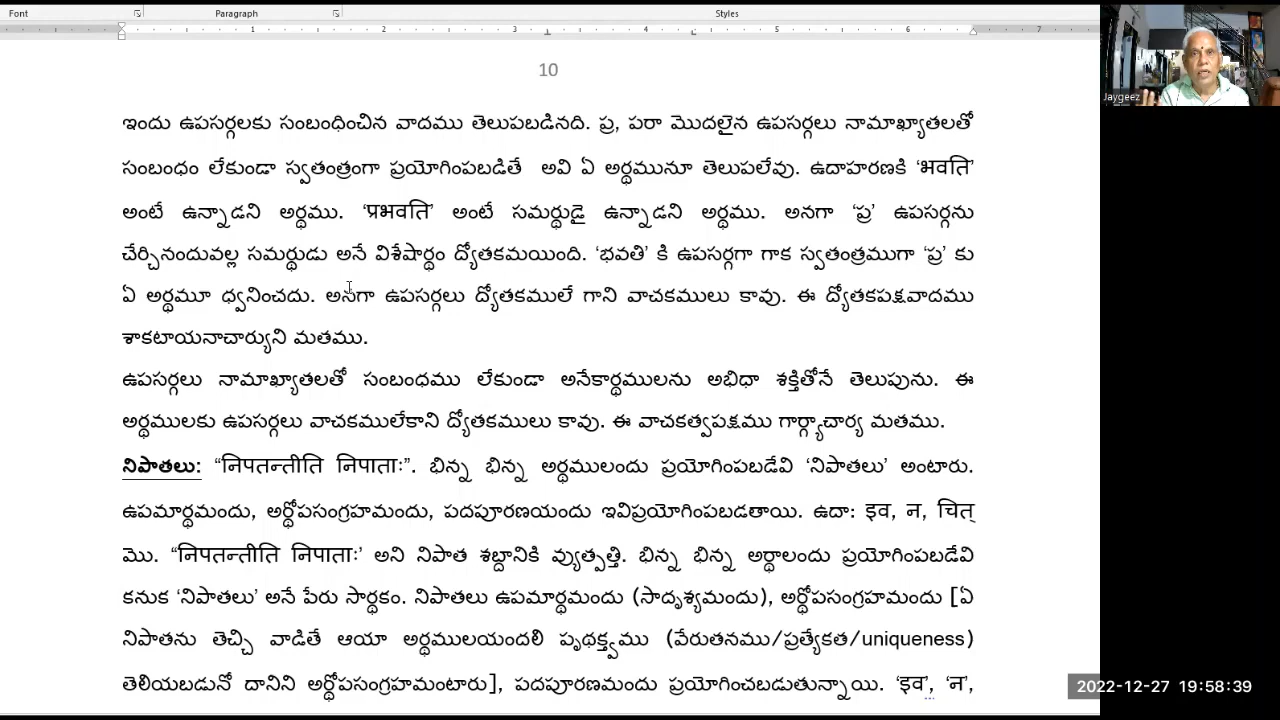 Font Paragraph Styles
1 2 3 4 5 6 7
10
Jaygeez
ఇందు ఉపసర్గలకు సంబంధించిన వాదము తెలుపబడినది. ప్ర, పరా మొదలైన ఉపసర్గలు నామాఖ్యాతలతో
సంబంధం లేకుండా స్వతంత్రంగా ప్రయోగింపబడితే అవి ఏ అర్థమునూ తెలుపలేవు. ఉదాహరణకి ‘भवति’
అంటే ఉన్నాడని అర్థము. ‘प्रभवति’ అంటే సమర్థుడై ఉన్నాడని అర్థము. అనగా ‘ప్ర’ ఉపసర్గను
చేర్చినందువల్ల సమర్థుడు అనే విశేషార్థం ద్యోతకమయింది. ‘భవతి’ కి ఉపసర్గగా గాక స్వతంత్రముగా ‘ప్ర’ కు
ఏ అర్థమూ ధ్వనించదు. అనగా ఉపసర్గలు ద్యోతకములే గాని వాచకములు కావు. ఈ ద్యోతకపక్షవాదము
శాకటాయనాచార్యుని మతము.
ఉపసర్గలు నామాఖ్యాతలతో సంబంధము లేకుండా అనేకార్థములను అభిధా శక్తితోనే తెలుపును. ఈ
అర్థములకు ఉపసర్గలు వాచకములేకాని ద్యోతకములు కావు. ఈ వాచకత్వపక్షము గార్గ్యాచార్య మతము.
నిపాతలు: “निपतन्तीति निपाताः”. భిన్న భిన్న అర్థములందు ప్రయోగింపబడేవి ‘నిపాతలు’ అంటారు.
ఉపమార్థమందు, అర్థోపసంగ్రహమందు, పదపూరణయందు ఇవిప్రయోగింపబడతాయి. ఉదా: इव, न, चित्
మొ. “निपतन्तीति निपाताः’ అని నిపాత శబ్దానికి వ్యుత్పత్తి. భిన్న భిన్న అర్థాలందు ప్రయోగింపబడేవి
కనుక ‘నిపాతలు’ అనే పేరు సార్థకం. నిపాతలు ఉపమార్థమందు (సాదృశ్యమందు), అర్థోపసంగ్రహమందు [ఏ
నిపాతను తెచ్చి వాడితే ఆయా అర్థములయందలి పృథక్త్వము (వేరుతనము/ప్రత్యేకత/uniqueness)
తెలియబడునో దానిని అర్థోపసంగ్రహమంటారు], పదపూరణమందు ప్రయోగించబడుతున్నాయి. ‘इव’, ‘न’,
2022-12-27 19:58:39